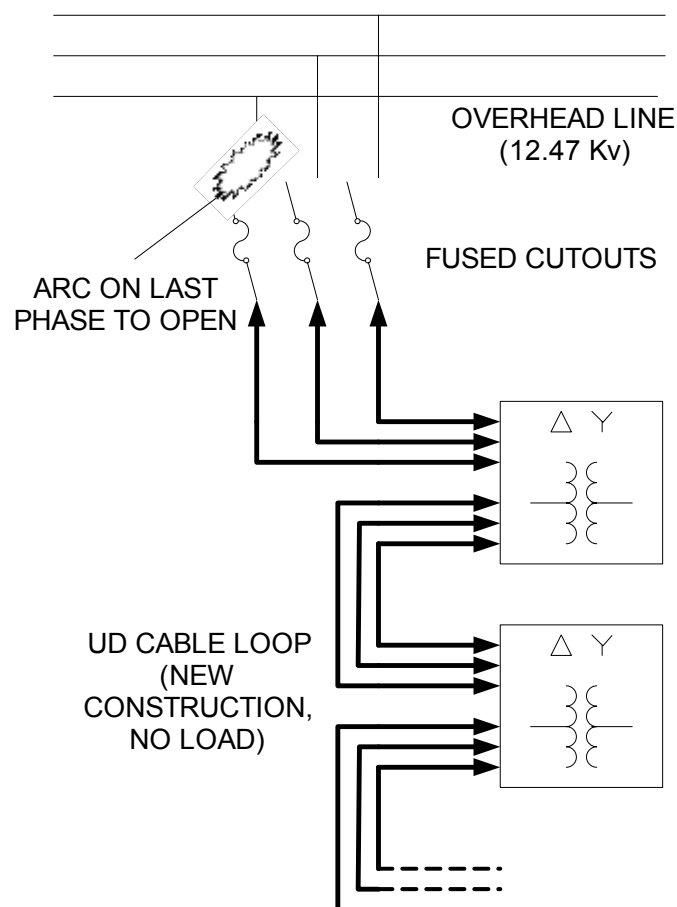 OVERHEAD LINE
(12.47 Kv)
FUSED CUTOUTS
ARC ON LAST
PHASE TO OPEN
Δ Y
UD CABLE LOOP
(NEW
CONSTRUCTION,
NO LOAD)
Δ Y